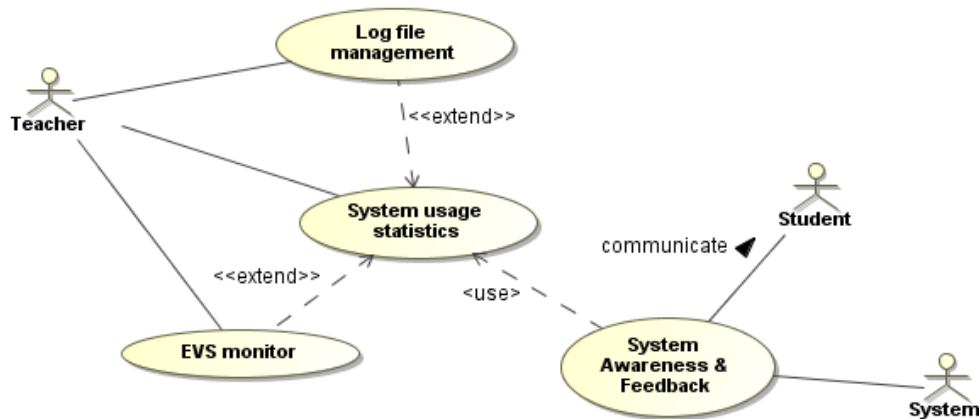 Log file
management
Teacher
<<extend>>
System usage
statistics
Student
communicate
<<extend>>
<use>
EVS monitor
System
Awareness &
Feedback
System